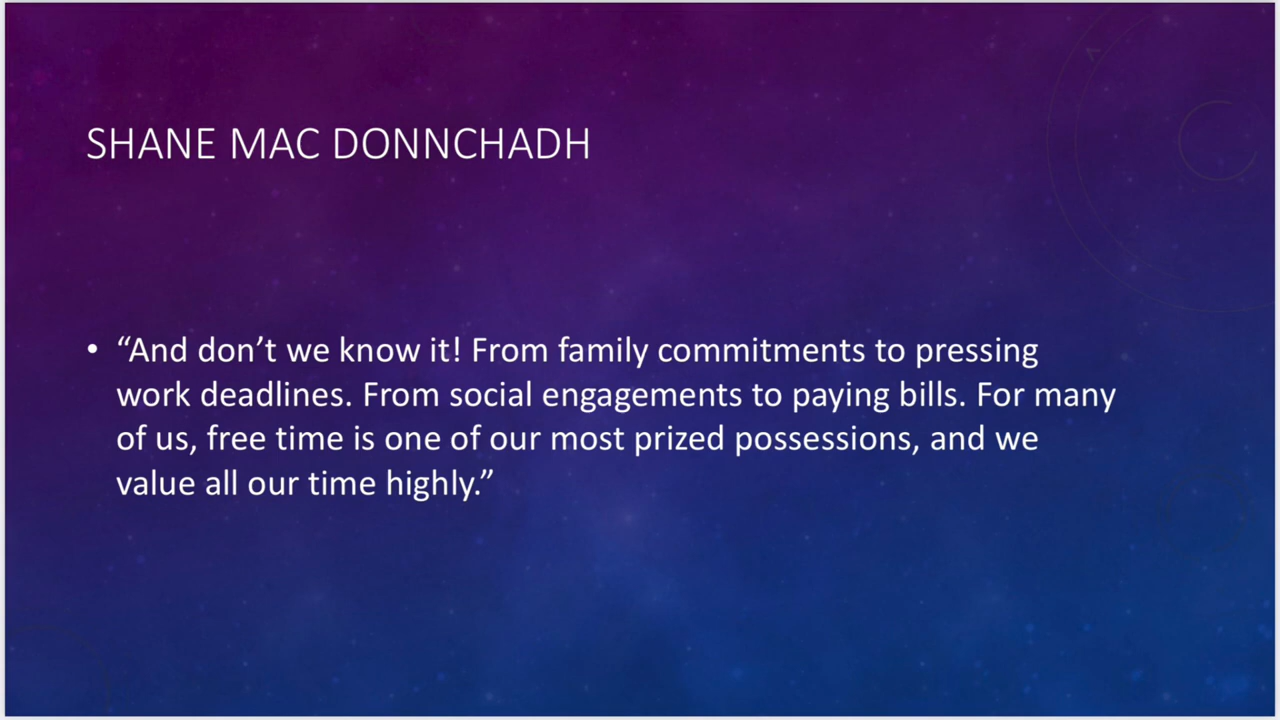 SHANE MAC DONNCHADH
• “And don’t we know it! From family commitments to pressing
work deadlines. From social engagements to paying bills. For many
of us, free time is one of our most prized possessions, and we
value all our time highly.”